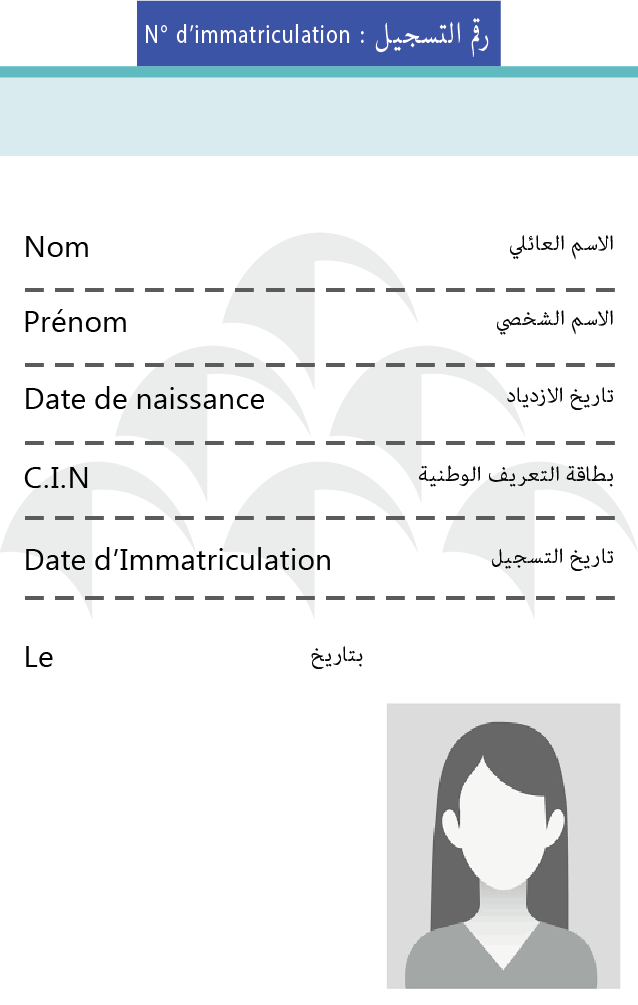 N° d’immatriculation : رقم التسجيل
Nom الاسم العائلي
Prénom الاسم الشخصي
Date de naissance تاريخ الازدياد
C.I.N بطاقة التعريف الوطنية
Date d’Immatriculation تاريخ التسجيل
Le بتاريخ